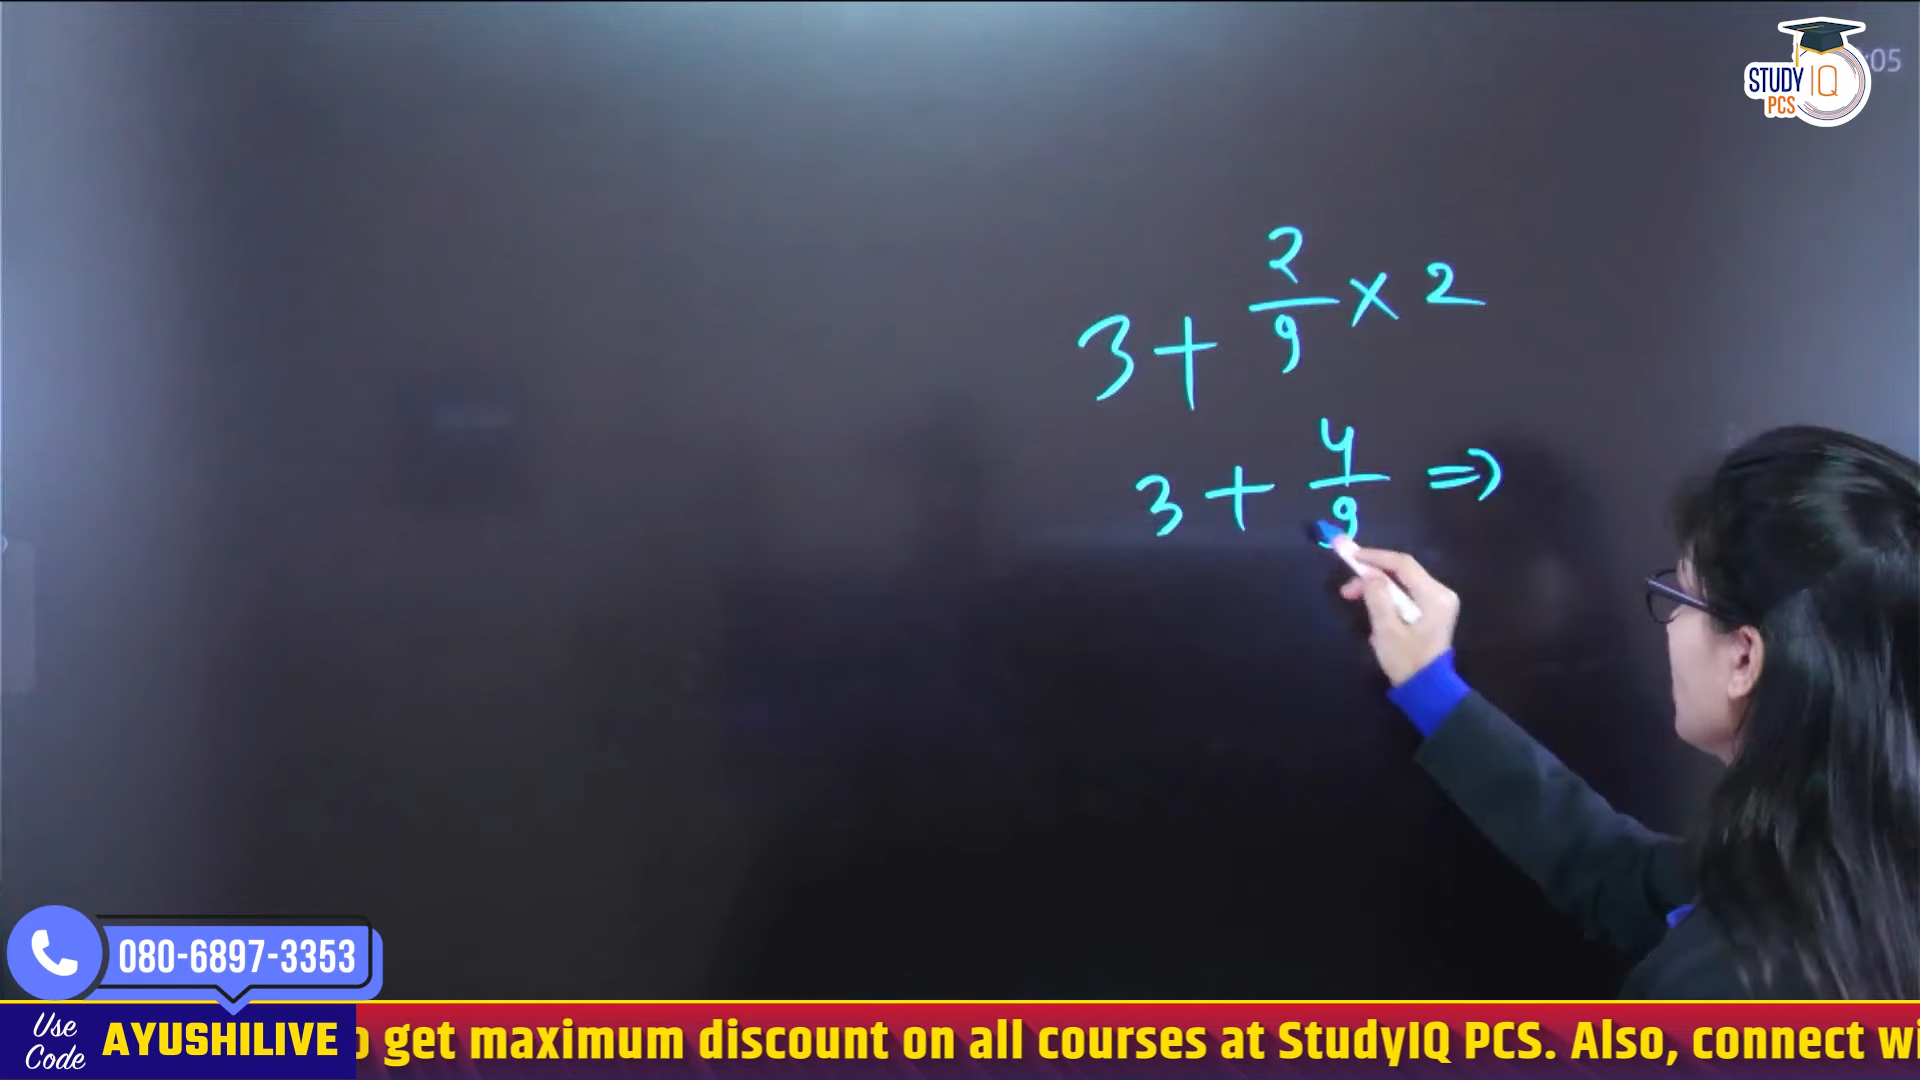 :05
STUDY IQ
PCS
3 + 2/9 × 2
3 + 4/9 ⇒
080-6897-3353
Use Code AYUSHILIVE
get maximum discount on all courses at StudyIQ PCS. Also, connect